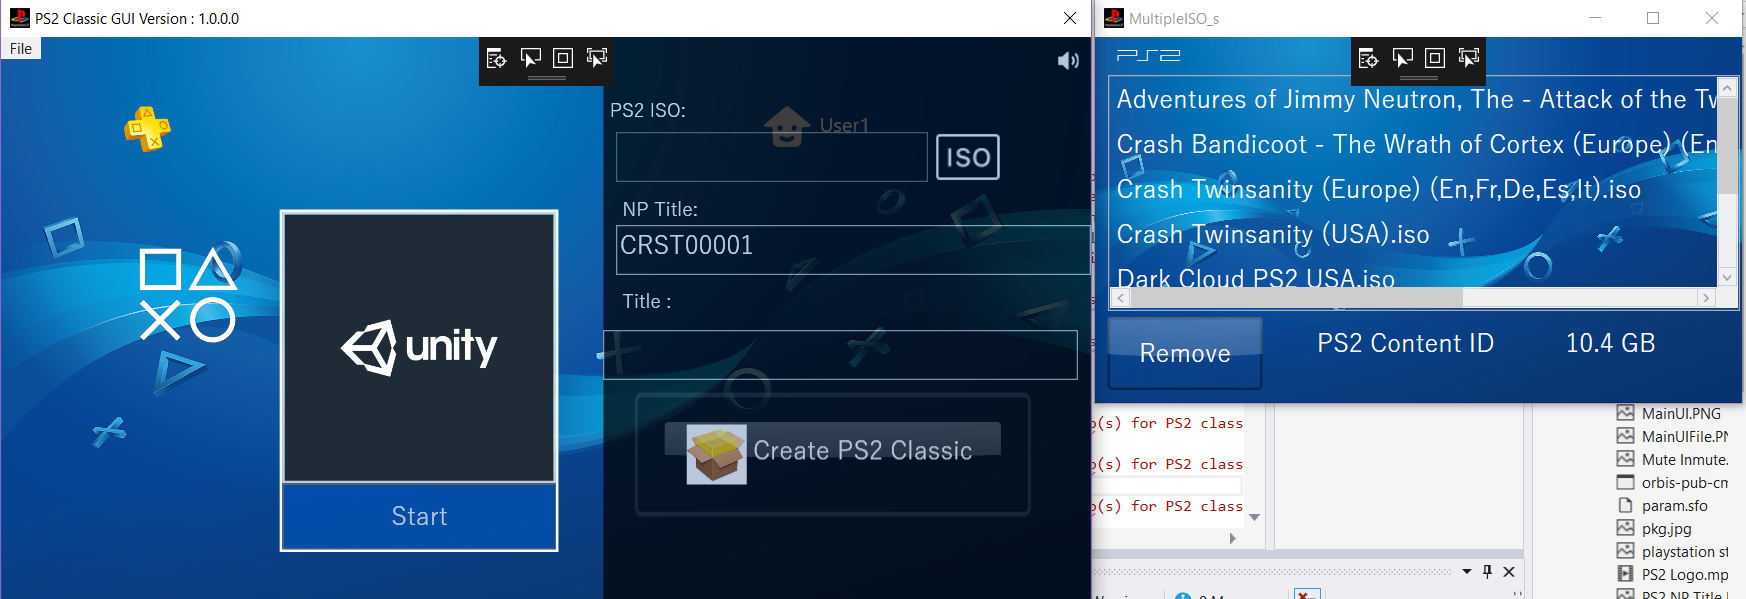 PS2 Classic GUI Version : 1.0.0.0
File
PS2 ISO:
User1
ISO
NP Title:
CRST00001
Title :
unity
Start
Create PS2 Classic
MultipleISO_s
PS2
Adventures of Jimmy Neutron, The - Attack of the
Crash Bandicoot - The Wrath of Cortex (Europe) (En
Crash Twinsanity (Europe) (En,Fr,De,Es,It).iso
Crash Twinsanity (USA).iso
Dark Cloud PS2 USA.iso
Remove
PS2 Content ID
10.4 GB
(s) for PS2 class
(s) for PS2 class
(s) for PS2 class
MainUI.PNG
MainUIFile.PN
Mute Inmute.
orbis-pub-cm
param.sfo
pkg.jpg
playstation st
PS2 Logo.mp
PS2 NP Title